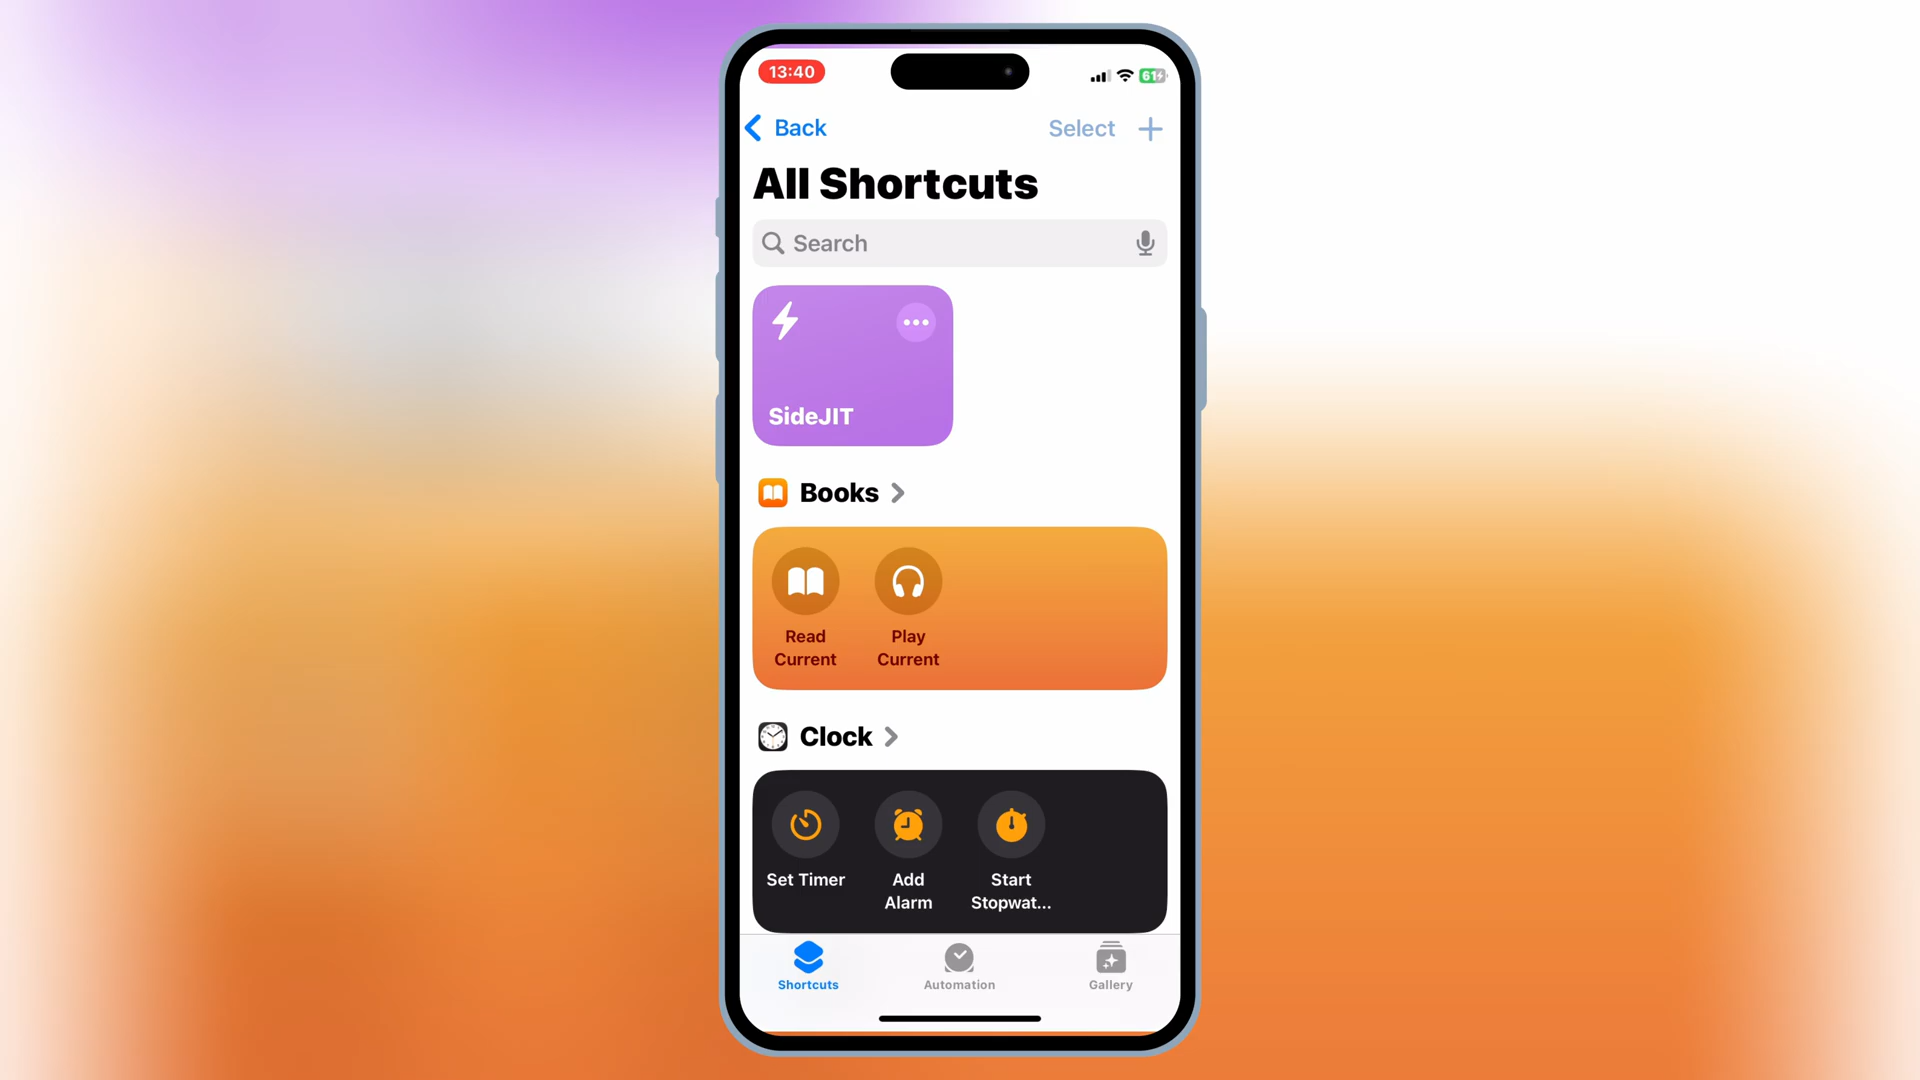 13:40
61
Back
Select
All Shortcuts
Search
SideJIT
Books
Read
Current
Play
Current
Clock
Set Timer
Add
Alarm
Start
Stopwat...
Shortcuts
Automation
Gallery